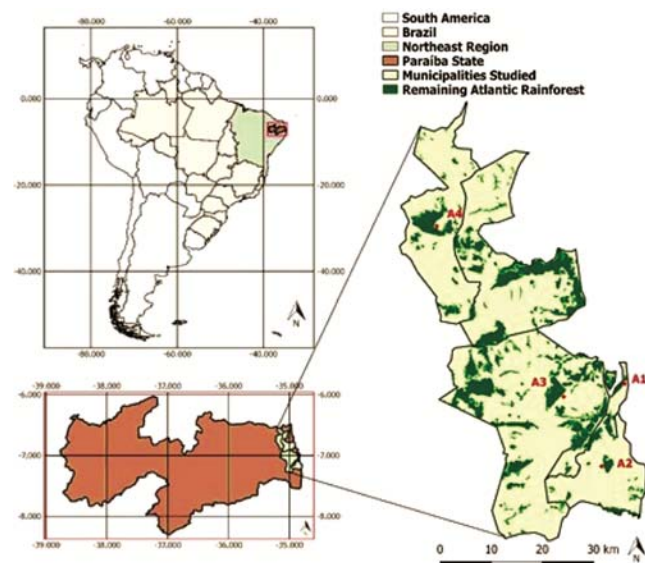 South America
Brazil
Northeast Region
Paraíba State
Municipalities Studied
Remaining Atlantic Rainforest
-80.000 -60.000 -40.000
0.000 0.000
-20.000 -20.000
-40.000 -40.000
N
-80.000 -60.000 -40.000
A4
A3
A1
A2
-39.000 -38.000 -37.000 -36.000 -35.000
-6.000 -6.000
-7.000 -7.000
-8.000 -8.000
N
-39.000 -38.000 -37.000 -36.000 -35.000
0 10 20 30 km
N